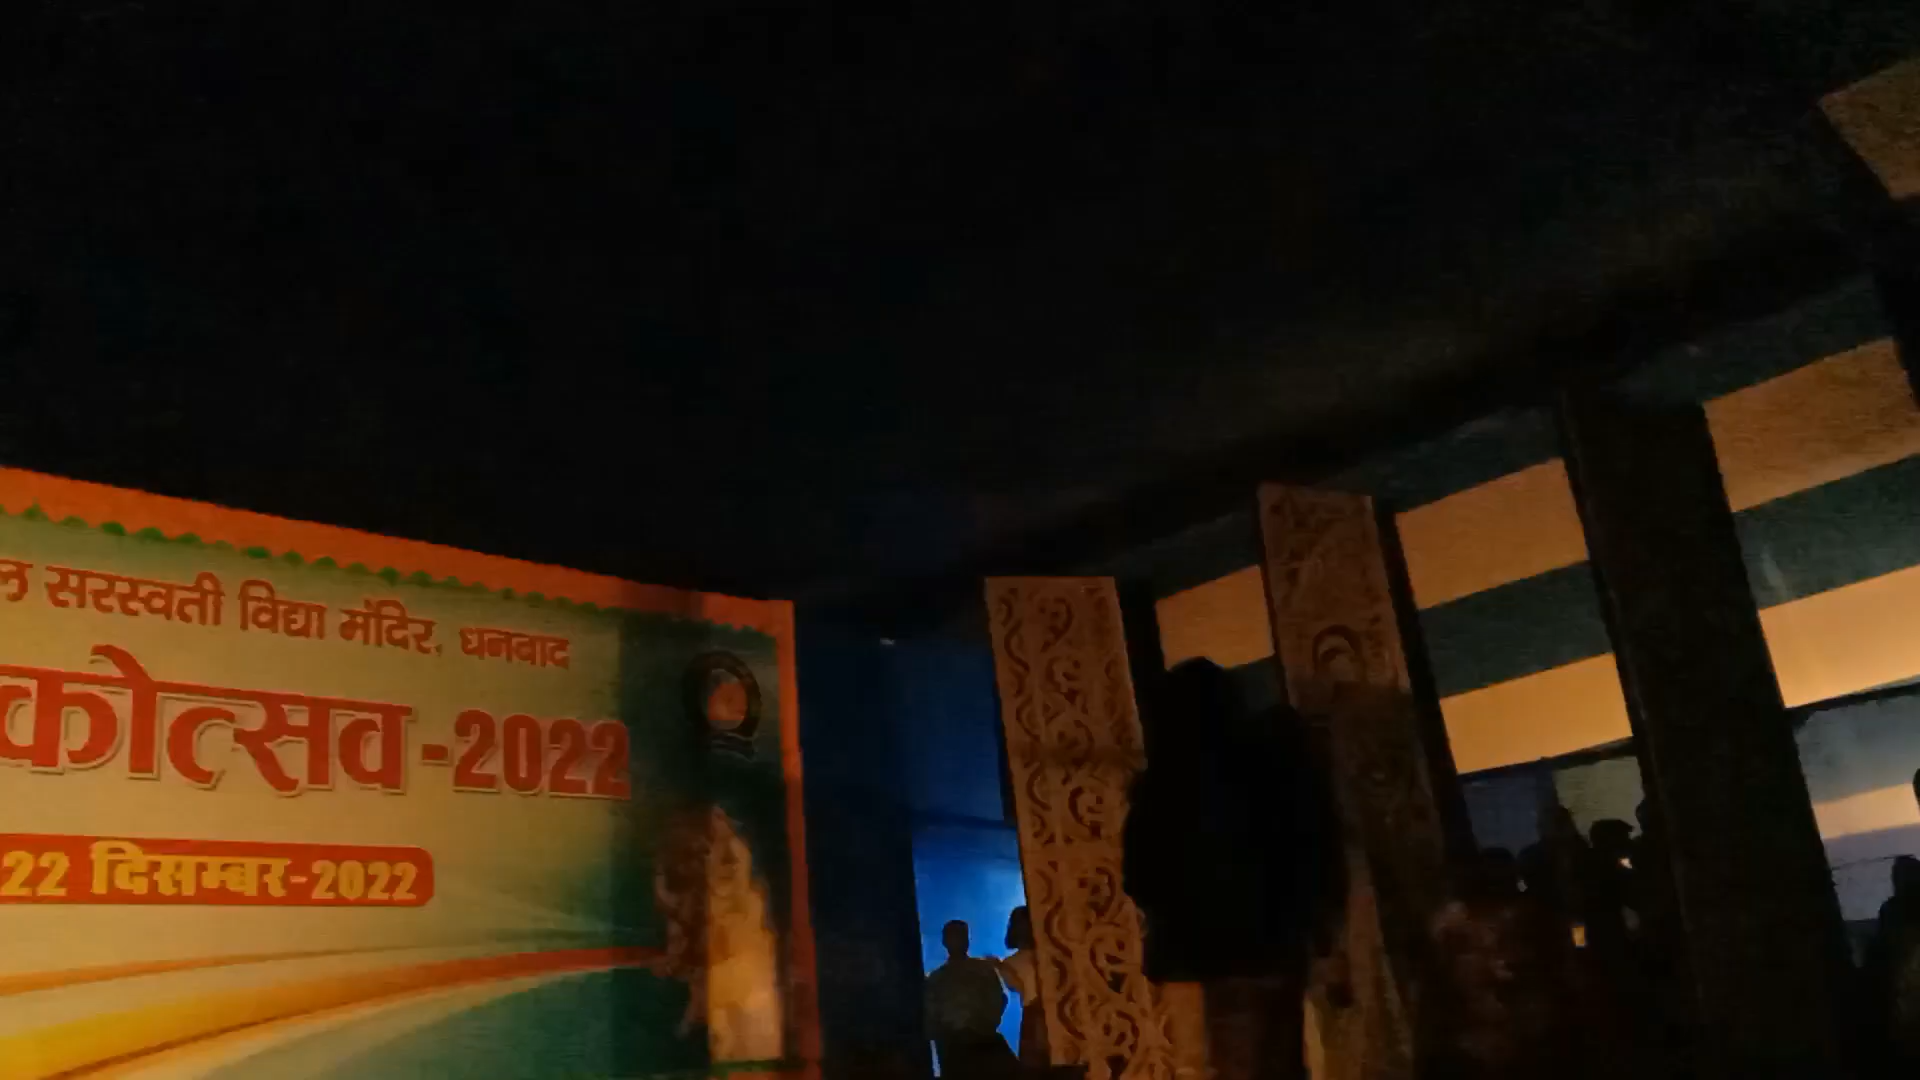 ल सरस्वती विद्या मंदिर, धनबाद
कोत्सव-2022
22 दिसम्बर-2022